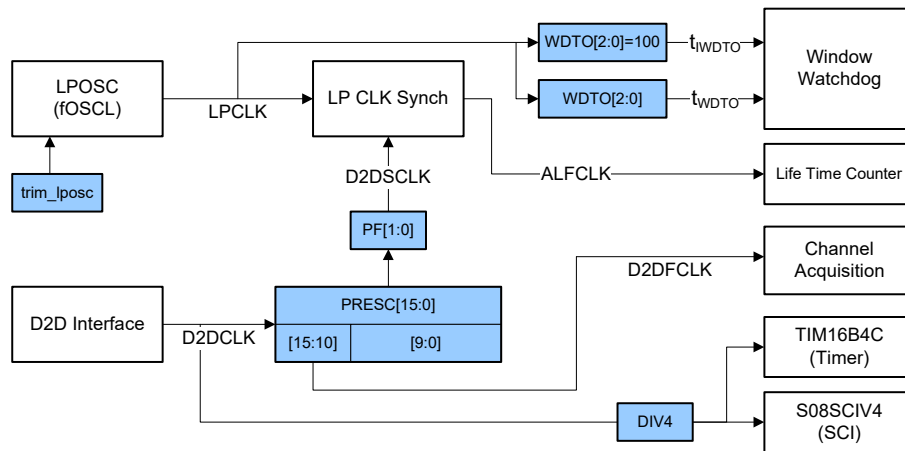 WDTO[2:0]=100
tIWDTO
Window
Watchdog
LPOSC
(fOSCL)
LPCLK
LP CLK Synch
WDTO[2:0]
tWDTO
trim_lposc
D2DSCLK
ALFCLK
Life Time Counter
PF[1:0]
Channel
Acquisition
D2DFCLK
D2D Interface
D2DCLK
PRESC[15:0]
[15:10]
[9:0]
TIM16B4C
(Timer)
DIV4
S08SCIV4
(SCI)